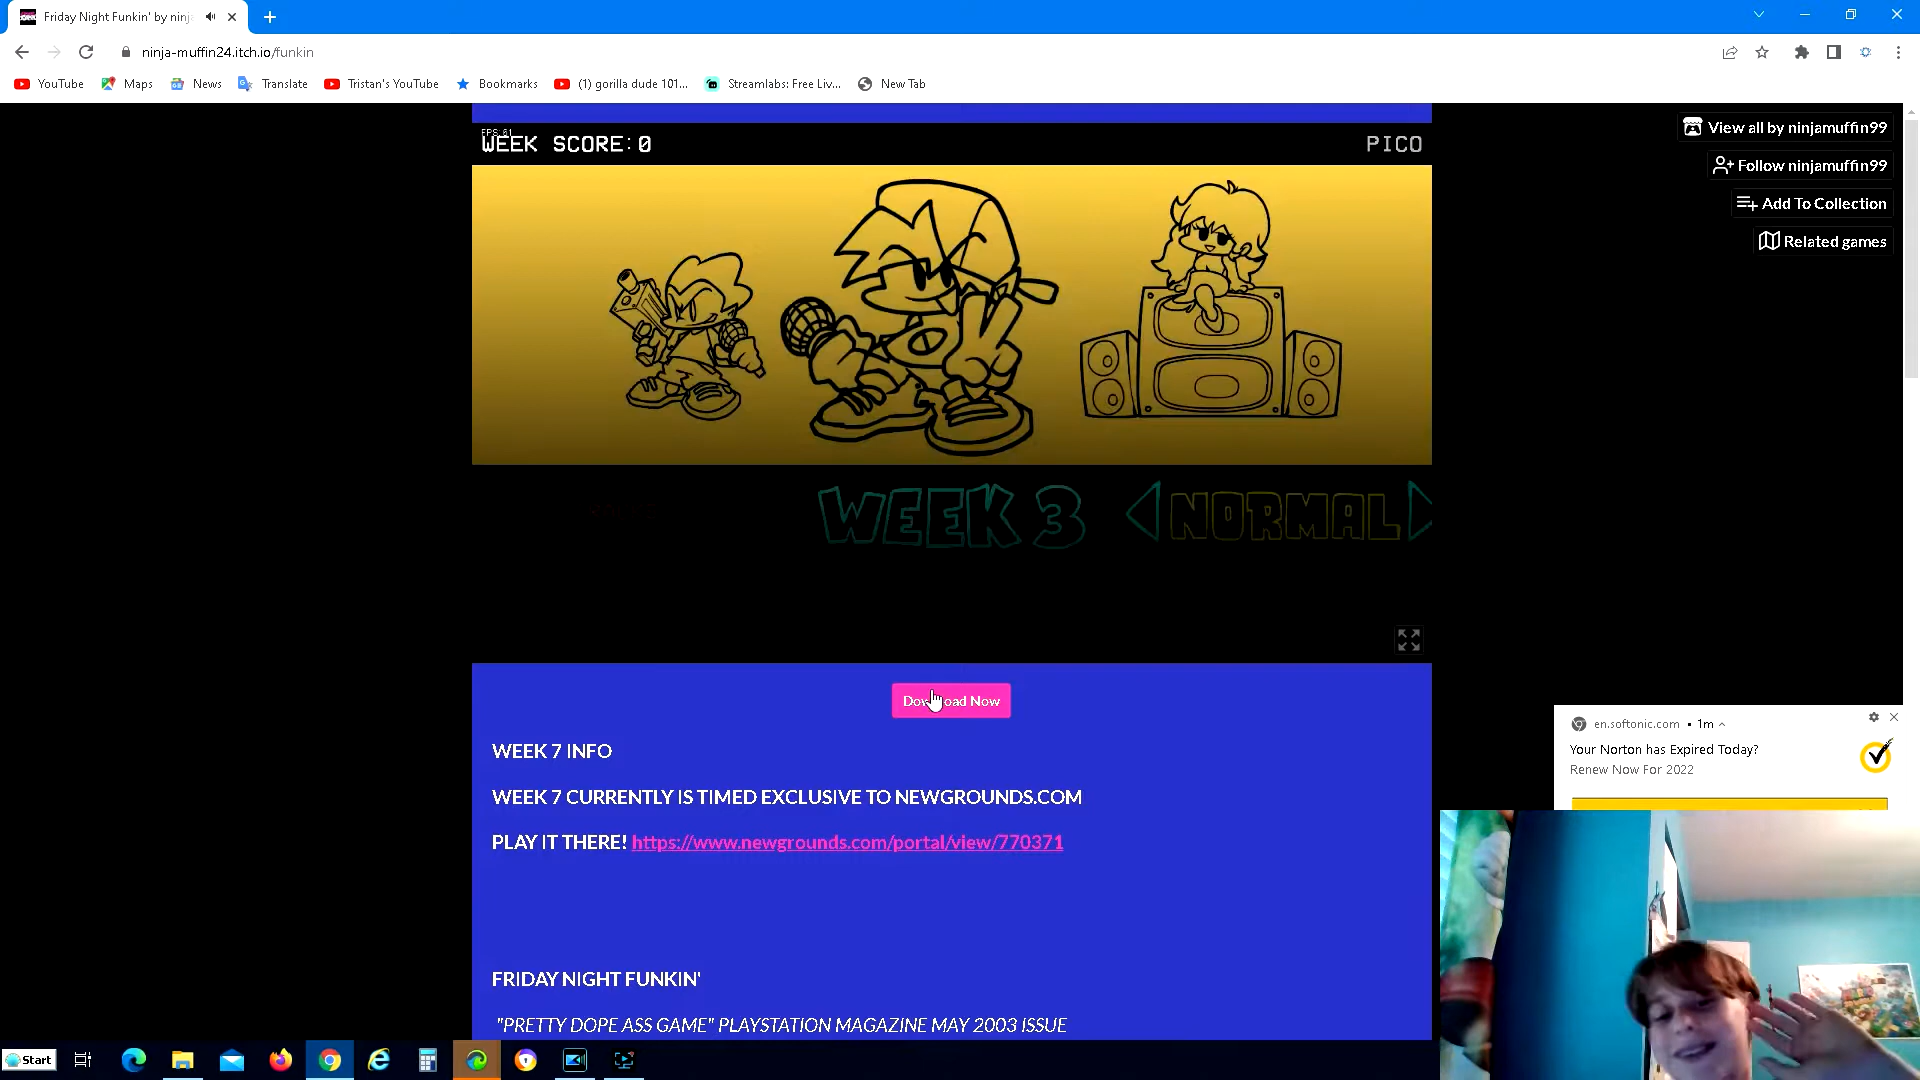 Friday Night Funkin' by ninj
ninja-muffin24.itch.io/funkin
YouTube Maps News Translate Tristan's YouTube Bookmarks (1) gorilla dude 101... Streamlabs: Free Liv... New Tab
FPS: 61
WEEK SCORE:0 PICO
View all by ninjamuffin99
Follow ninjamuffin99
Add To Collection
Related games
WEEK 3 NORMAL
Download Now
WEEK 7 INFO
WEEK 7 CURRENTLY IS TIMED EXCLUSIVE TO NEWGROUNDS.COM
PLAY IT THERE! https://www.newgrounds.com/portal/view/770371
FRIDAY NIGHT FUNKIN'
"PRETTY DOPE ASS GAME" PLAYSTATION MAGAZINE MAY 2003 ISSUE
en.softonic.com • 1m
Your Norton has Expired Today?
Renew Now For 2022
Start